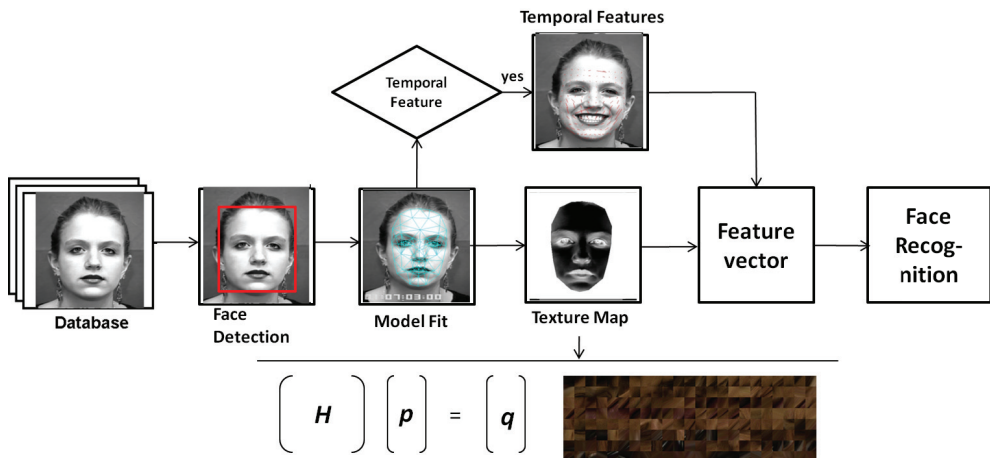 Temporal Features
Temporal
Feature
yes
Database
Face
Detection
Model Fit
Texture Map
Feature
vector
Face
Recog-
nition
H p = q